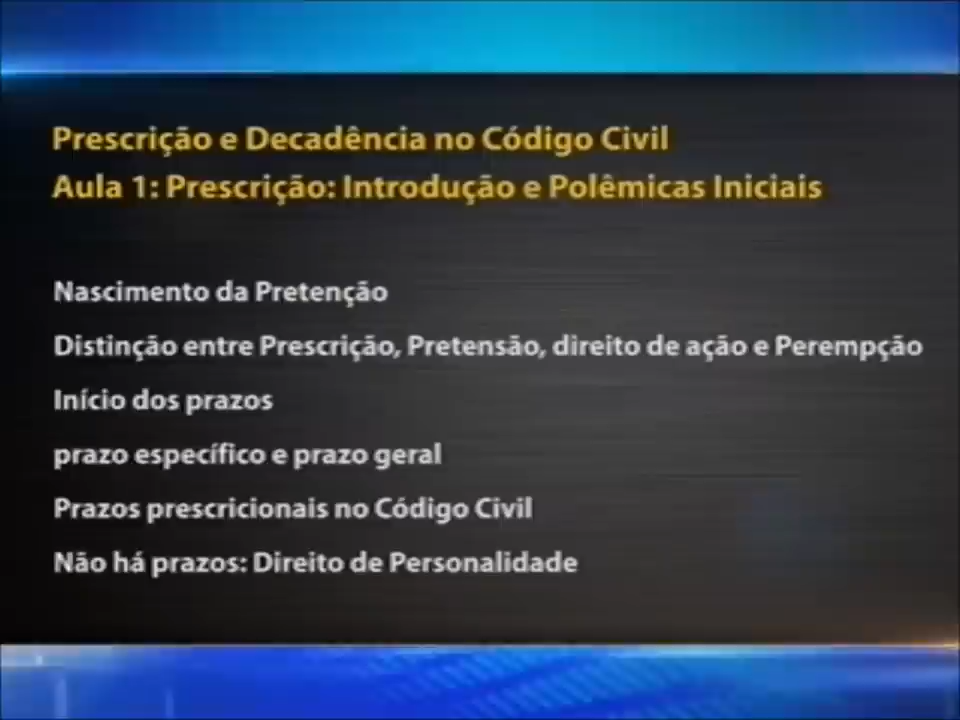 Prescrição e Decadência no Código Civil
Aula 1: Prescrição: Introdução e Polêmicas Iniciais
Nascimento da Pretenção
Distinção entre Prescrição, Pretensão, direito de ação e Perempção
Início dos prazos
prazo específico e prazo geral
Prazos prescricionais no Código Civil
Não há prazos: Direito de Personalidade